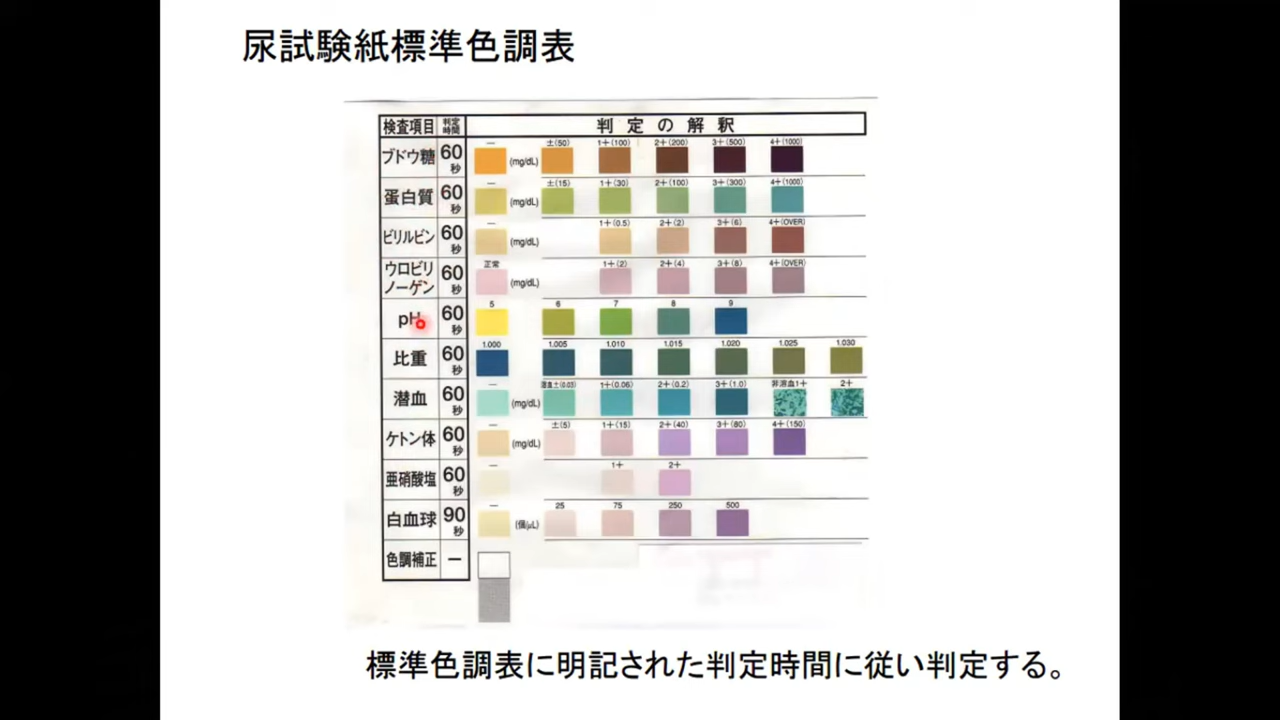 尿試験紙標準色調表
検査項目 判定時間 判定の解釈
ブドウ糖 60秒 － (mg/dL) ±(50) 1＋(100) 2＋(200) 3＋(500) 4＋(1000)
蛋白質 60秒 － (mg/dL) ±(15) 1＋(30) 2＋(100) 3＋(300) 4＋(1000)
ビリルビン 60秒 － (mg/dL) 1＋(0.5) 2＋(2) 3＋(6) 4＋(OVER)
ウロビリノーゲン 60秒 正常 (mg/dL) 1＋(2) 2＋(4) 3＋(8) 4＋(OVER)
pH 60秒 5 6 7 8 9
比重 60秒 1.000 1.005 1.010 1.015 1.020 1.025 1.030
潜血 60秒 － (mg/dL) 溶血±(0.03) 1＋(0.06) 2＋(0.2) 3＋(1.0) 非溶血1＋ 2＋
ケトン体 60秒 － (mg/dL) ±(5) 1＋(15) 2＋(40) 3＋(80) 4＋(150)
亜硝酸塩 60秒 － 1＋ 2＋
白血球 90秒 － (個/μL) 25 75 250 500
色調補正 －
標準色調表に明記された判定時間に従い判定する。